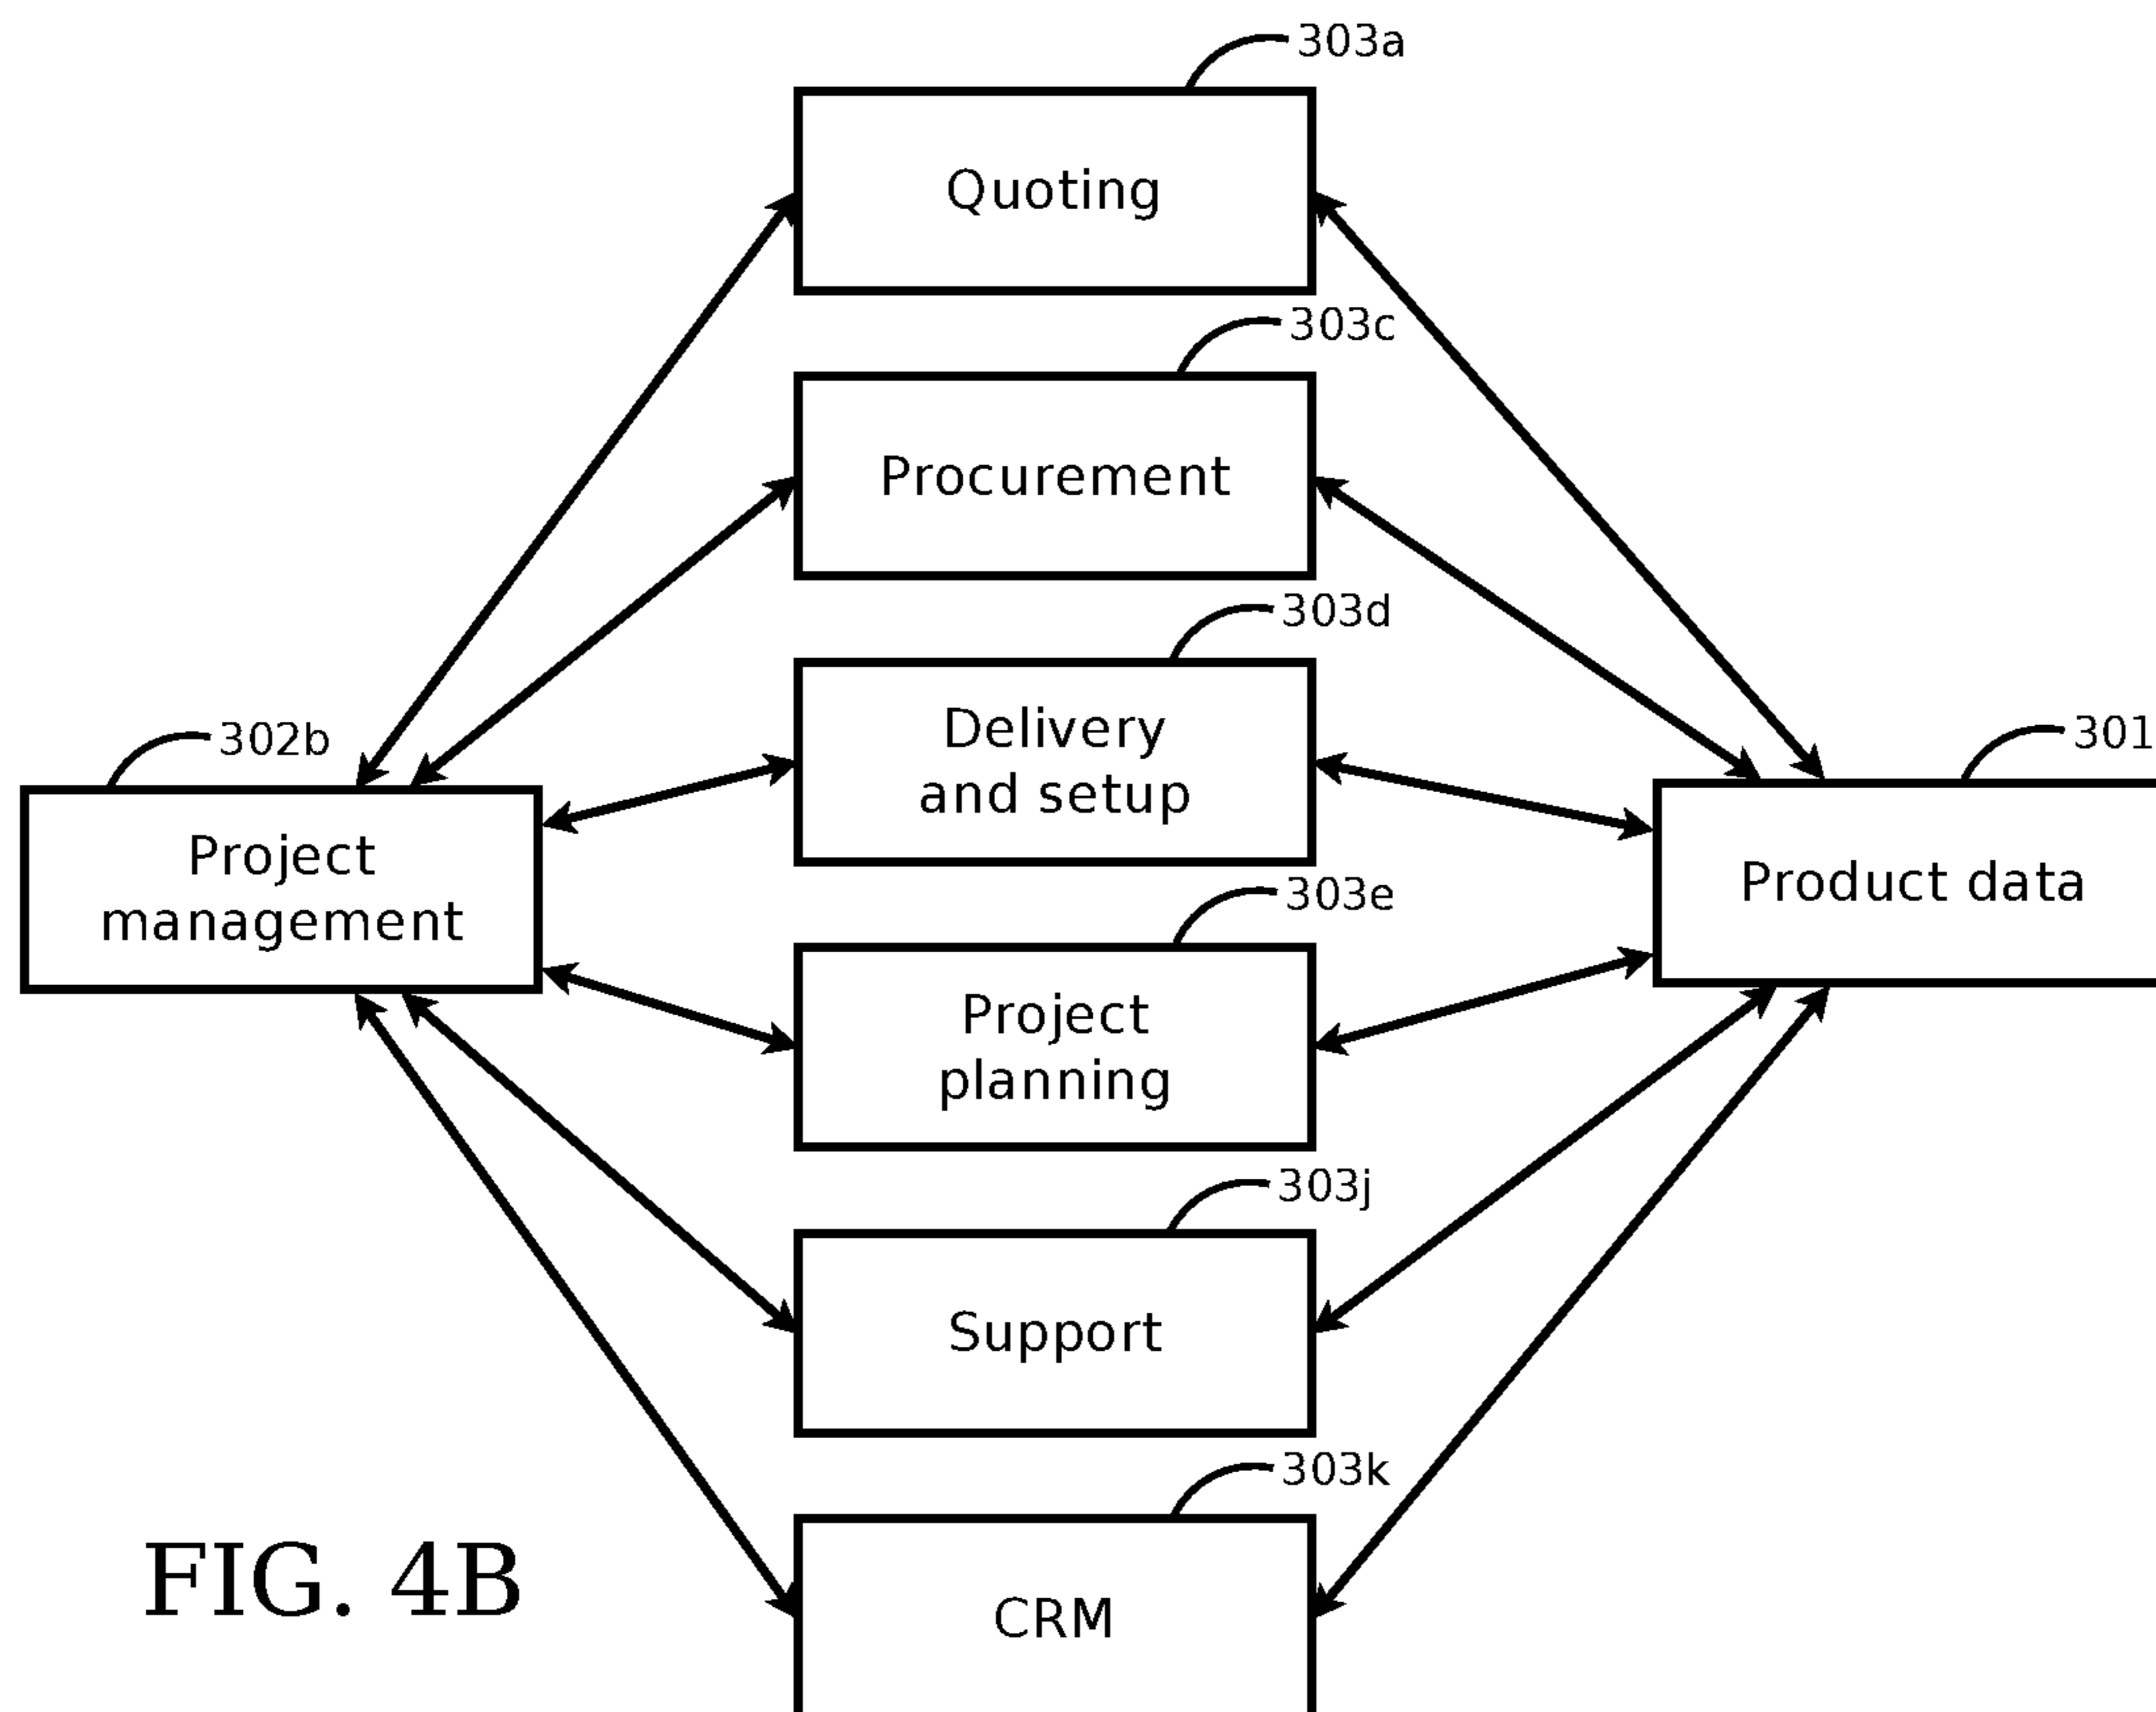 303a
Quoting
303c
Procurement
303d
Delivery
and setup
302b
Project
management
301
Product data
303e
Project
planning
303j
Support
303k
CRM
FIG. 4B